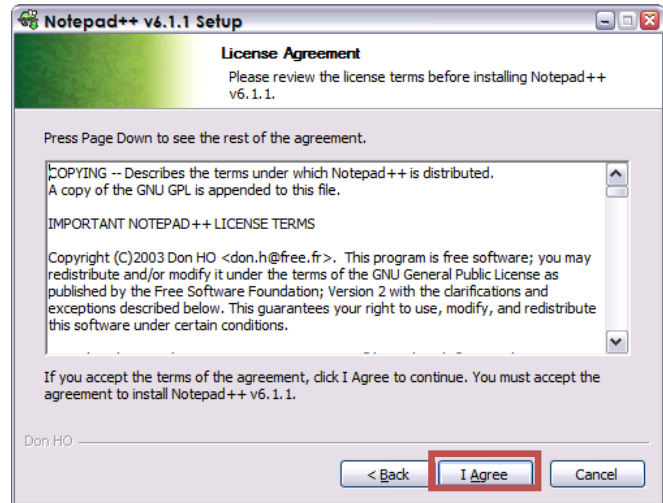 Notepad++ v6.1.1 Setup
License Agreement
Please review the license terms before installing Notepad++
v6.1.1.
Press Page Down to see the rest of the agreement.
COPYING -- Describes the terms under which Notepad++ is distributed.
A copy of the GNU GPL is appended to this file.
IMPORTANT NOTEPAD++ LICENSE TERMS
Copyright (C)2003 Don HO <don.h@free.fr>. This program is free software; you may
redistribute and/or modify it under the terms of the GNU General Public License as
published by the Free Software Foundation; Version 2 with the clarifications and
exceptions described below. This guarantees your right to use, modify, and redistribute
this software under certain conditions.
If you accept the terms of the agreement, click I Agree to continue. You must accept the
agreement to install Notepad++ v6.1.1.
Don HO
< Back I Agree Cancel